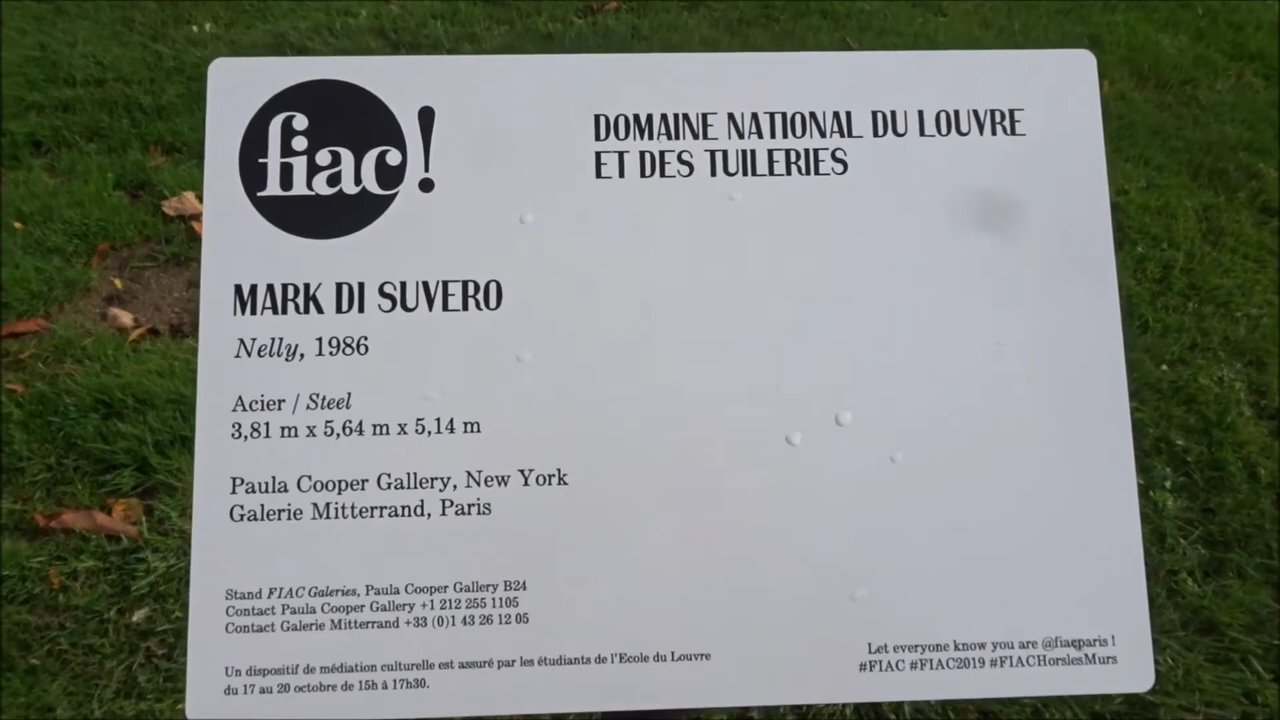 fiac!
DOMAINE NATIONAL DU LOUVRE
ET DES TUILERIES
MARK DI SUVERO
Nelly, 1986
Acier / Steel
3,81 m x 5,64 m x 5,14 m
Paula Cooper Gallery, New York
Galerie Mitterrand, Paris
Stand FIAC Galeries, Paula Cooper Gallery B24
Contact Paula Cooper Gallery +1 212 255 1105
Contact Galerie Mitterrand +33 (0)1 43 26 12 05
Un dispositif de médiation culturelle est assuré par les étudiants de l'Ecole du Louvre
du 17 au 20 octobre de 15h à 17h30.
Let everyone know you are @fiacparis !
#FIAC #FIAC2019 #FIACHorslesMurs